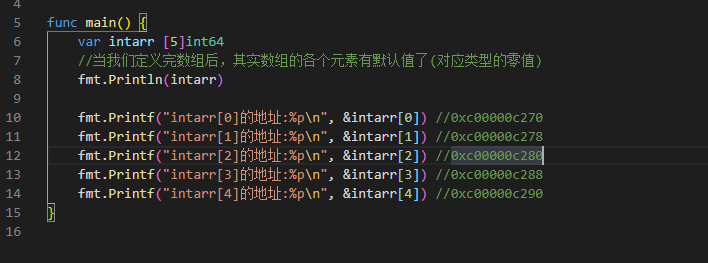 4
5 func main() {
6 var intarr [5]int64
7 //当我们定义完数组后，其实数组的各个元素有默认值了(对应类型的零值)
8 fmt.Println(intarr)
9
10 fmt.Printf("intarr[0]的地址:%p\n", &intarr[0]) //0xc00000c270
11 fmt.Printf("intarr[1]的地址:%p\n", &intarr[1]) //0xc00000c278
12 fmt.Printf("intarr[2]的地址:%p\n", &intarr[2]) //0xc00000c280
13 fmt.Printf("intarr[3]的地址:%p\n", &intarr[3]) //0xc00000c288
14 fmt.Printf("intarr[4]的地址:%p\n", &intarr[4]) //0xc00000c290
15 }
16